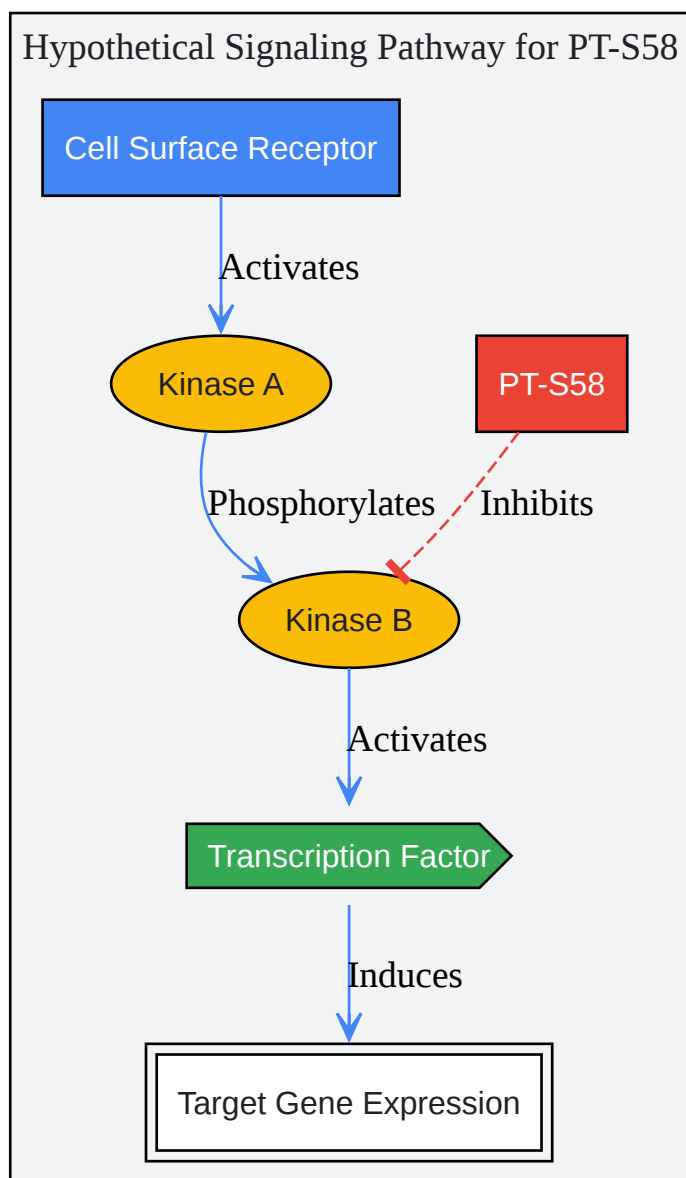 Hypothetical Signaling Pathway for PT-S58
Cell Surface Receptor
Activates
Kinase A
PT-S58
Phosphorylates
Inhibits
Kinase B
Activates
Transcription Factor
Induces
Target Gene Expression